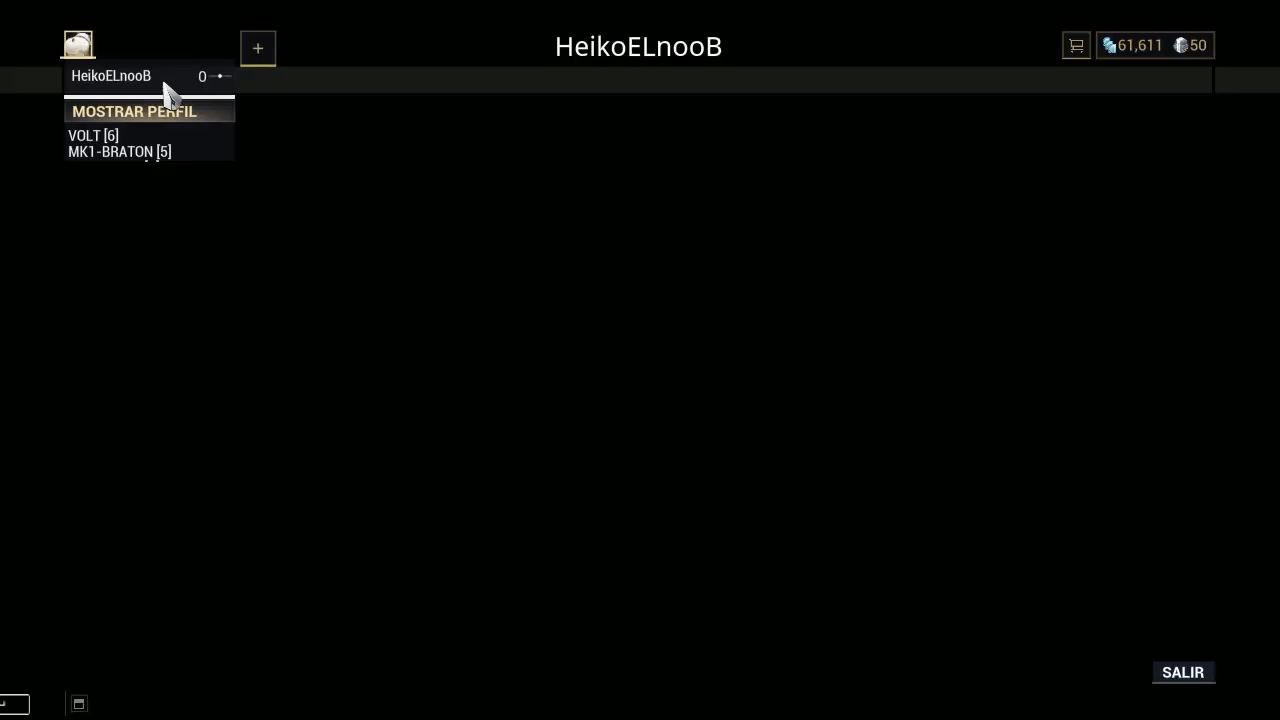 HeikoELnooB
61,611 50
HeikoELnooB 0
MOSTRAR PERFIL
VOLT [6]
MK1-BRATON [5]
SALIR